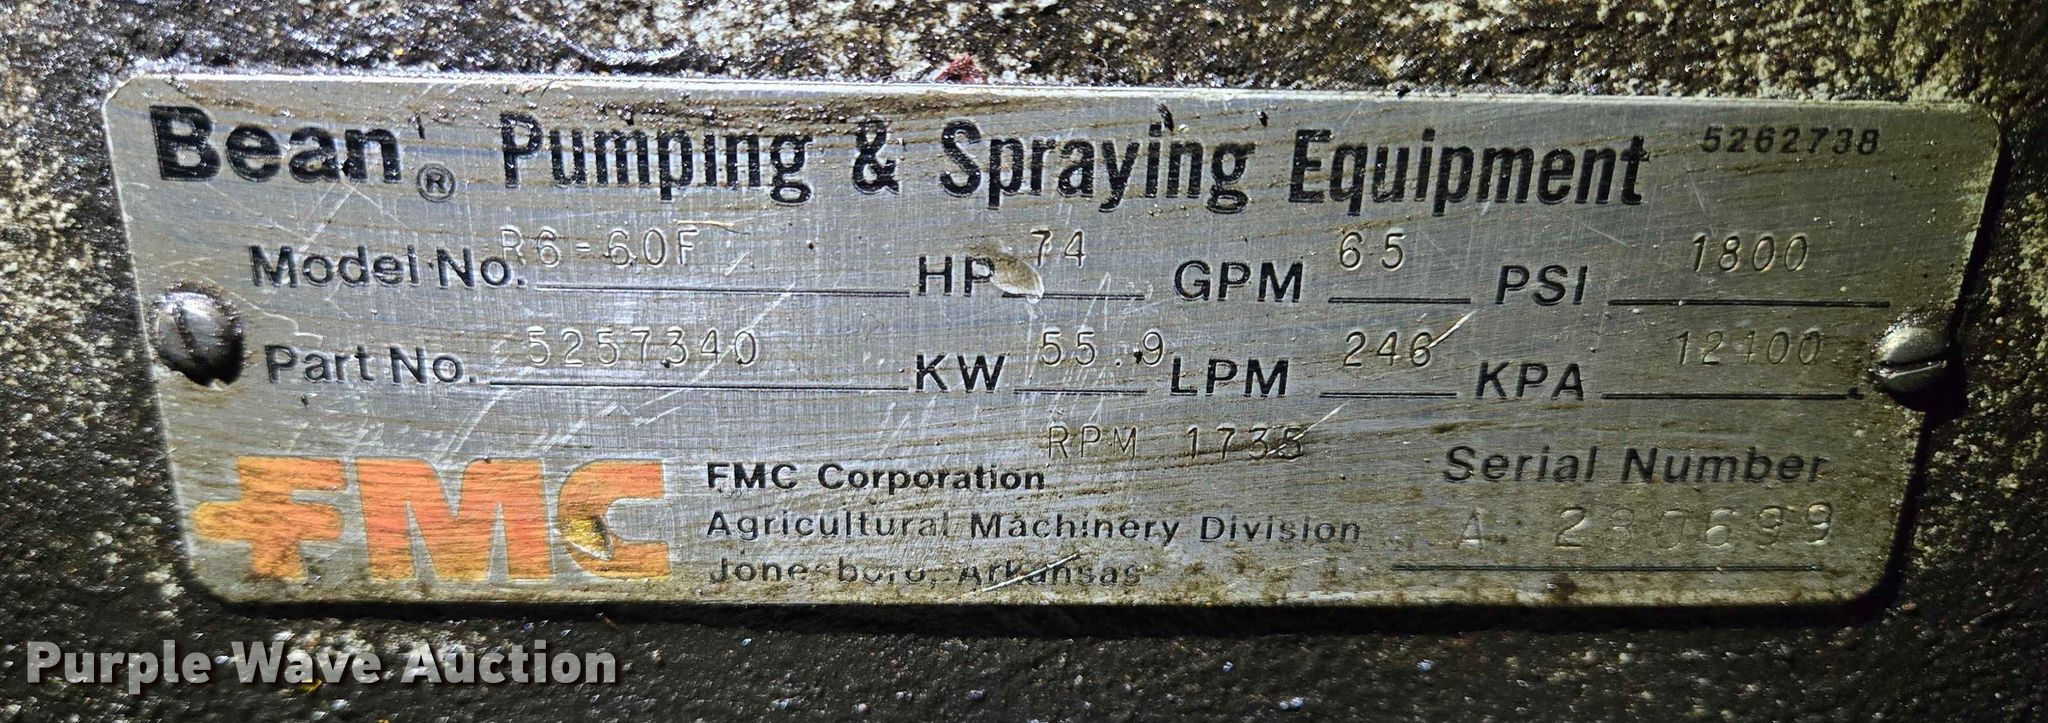 Bean® Pumping & Spraying Equipment 5262738
Model No. R6-60F HP 74 GPM 65 PSI 1800
Part No. 5257340 KW 55.9 LPM 246 KPA 12400
RPM 1735
FMC FMC Corporation Serial Number
Agricultural Machinery Division A 280699
Jonesboro, Arkansas
Purple Wave Auction